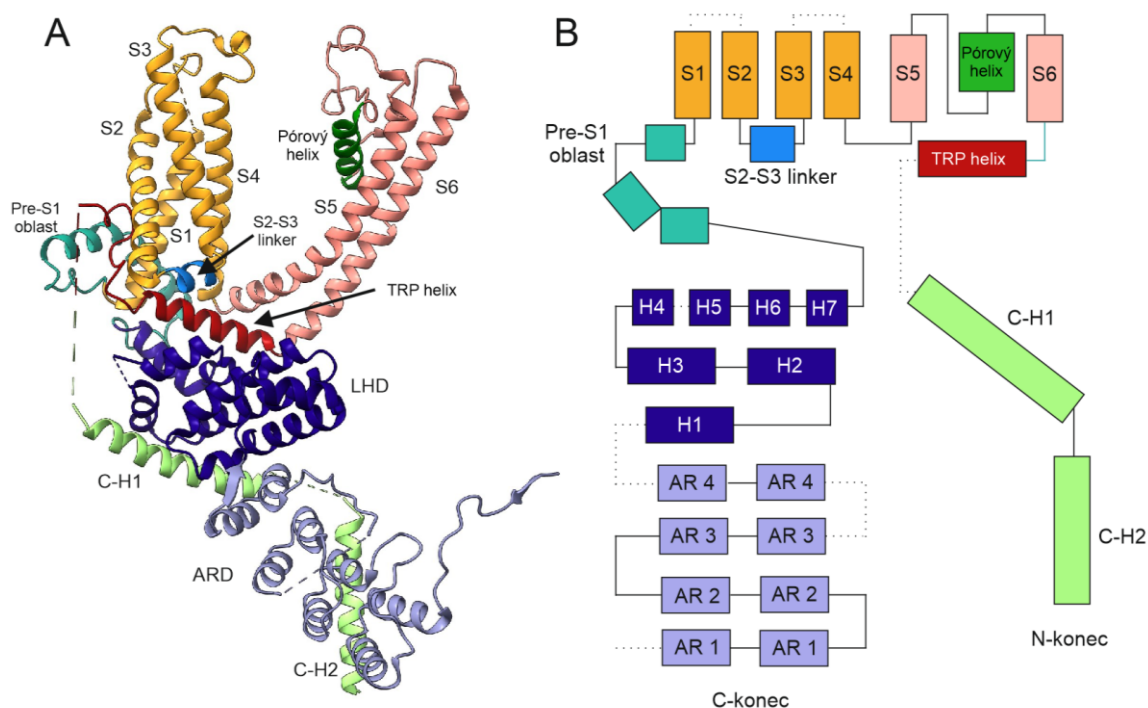 A
S3
S2
Pórový
helix
S4
S6
S5
Pre-S1
oblast
S1
S2-S3
linker
TRP helix
LHD
C-H1
ARD
C-H2
B
S1
S2
S3
S4
S5
Pórový
helix
S6
Pre-S1
oblast
S2-S3 linker
TRP helix
H4
H5
H6
H7
C-H1
H3
H2
H1
AR 4
AR 4
AR 3
AR 3
C-H2
AR 2
AR 2
AR 1
AR 1
N-konec
C-konec